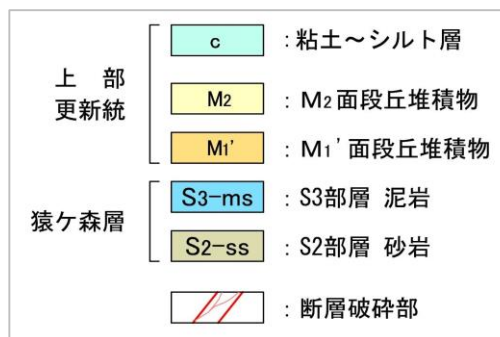 c : 粘土～シルト層
上 部
更新統
M2 : M2面段丘堆積物
M1' : M1'面段丘堆積物
猿ケ森層
S3-ms : S3部層 泥岩
S2-ss : S2部層 砂岩
: 断層破砕部